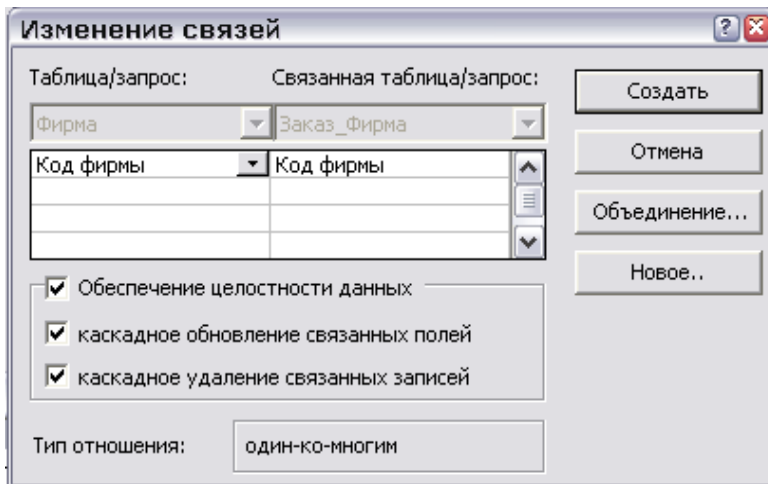 Изменение связей
Таблица/запрос: Связанная таблица/запрос:
Фирма Заказ_Фирма
Код фирмы Код фирмы
Создать
Отмена
Объединение...
Новое..
Обеспечение целостности данных
каскадное обновление связанных полей
каскадное удаление связанных записей
Тип отношения: один-ко-многим